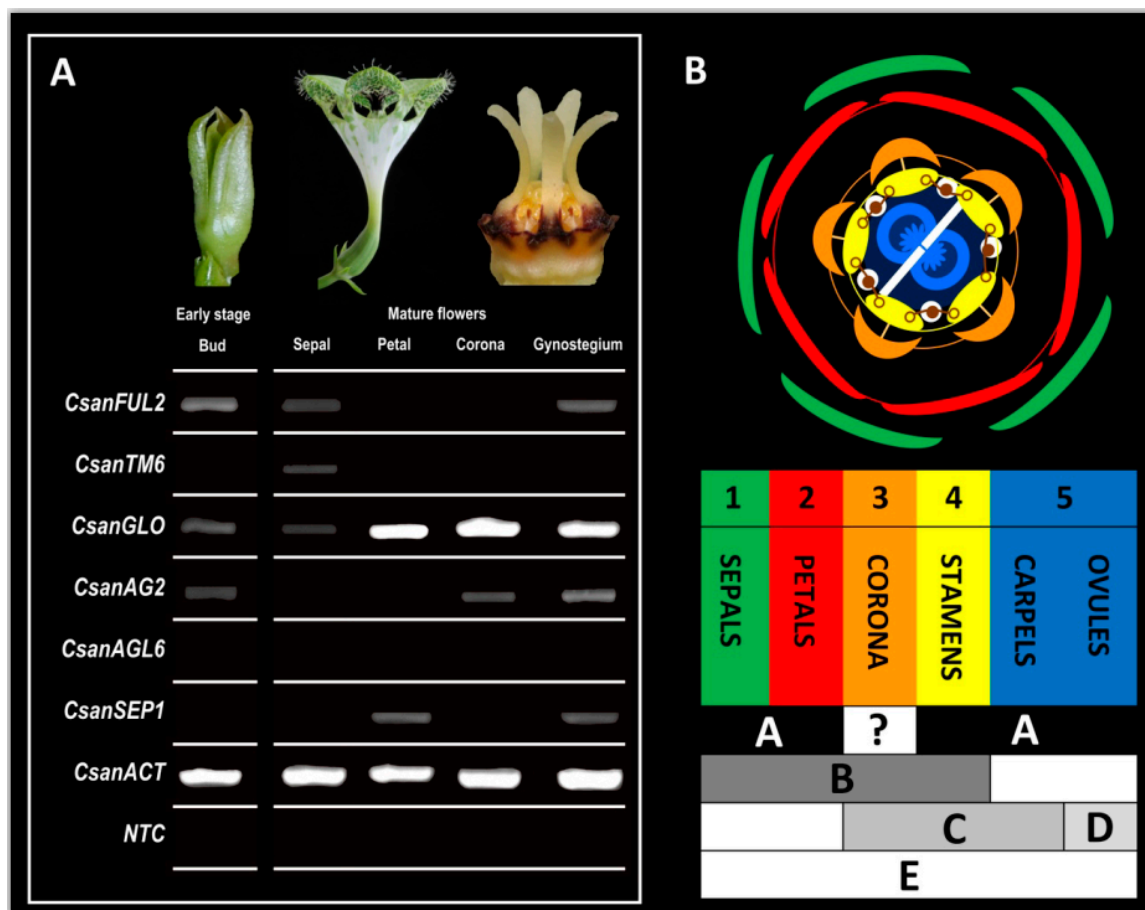 A
Early stage
Mature flowers
Bud
Sepal
Petal
Corona
Gynostegium
CsanFUL2
CsanTM6
CsanGLO
CsanAG2
CsanAGL6
CsanSEP1
CsanACT
NTC
B
1 2 3 4 5
SEPALS
PETALS
CORONA
STAMENS
CARPELS
OVULES
A ? A
B
C D
E